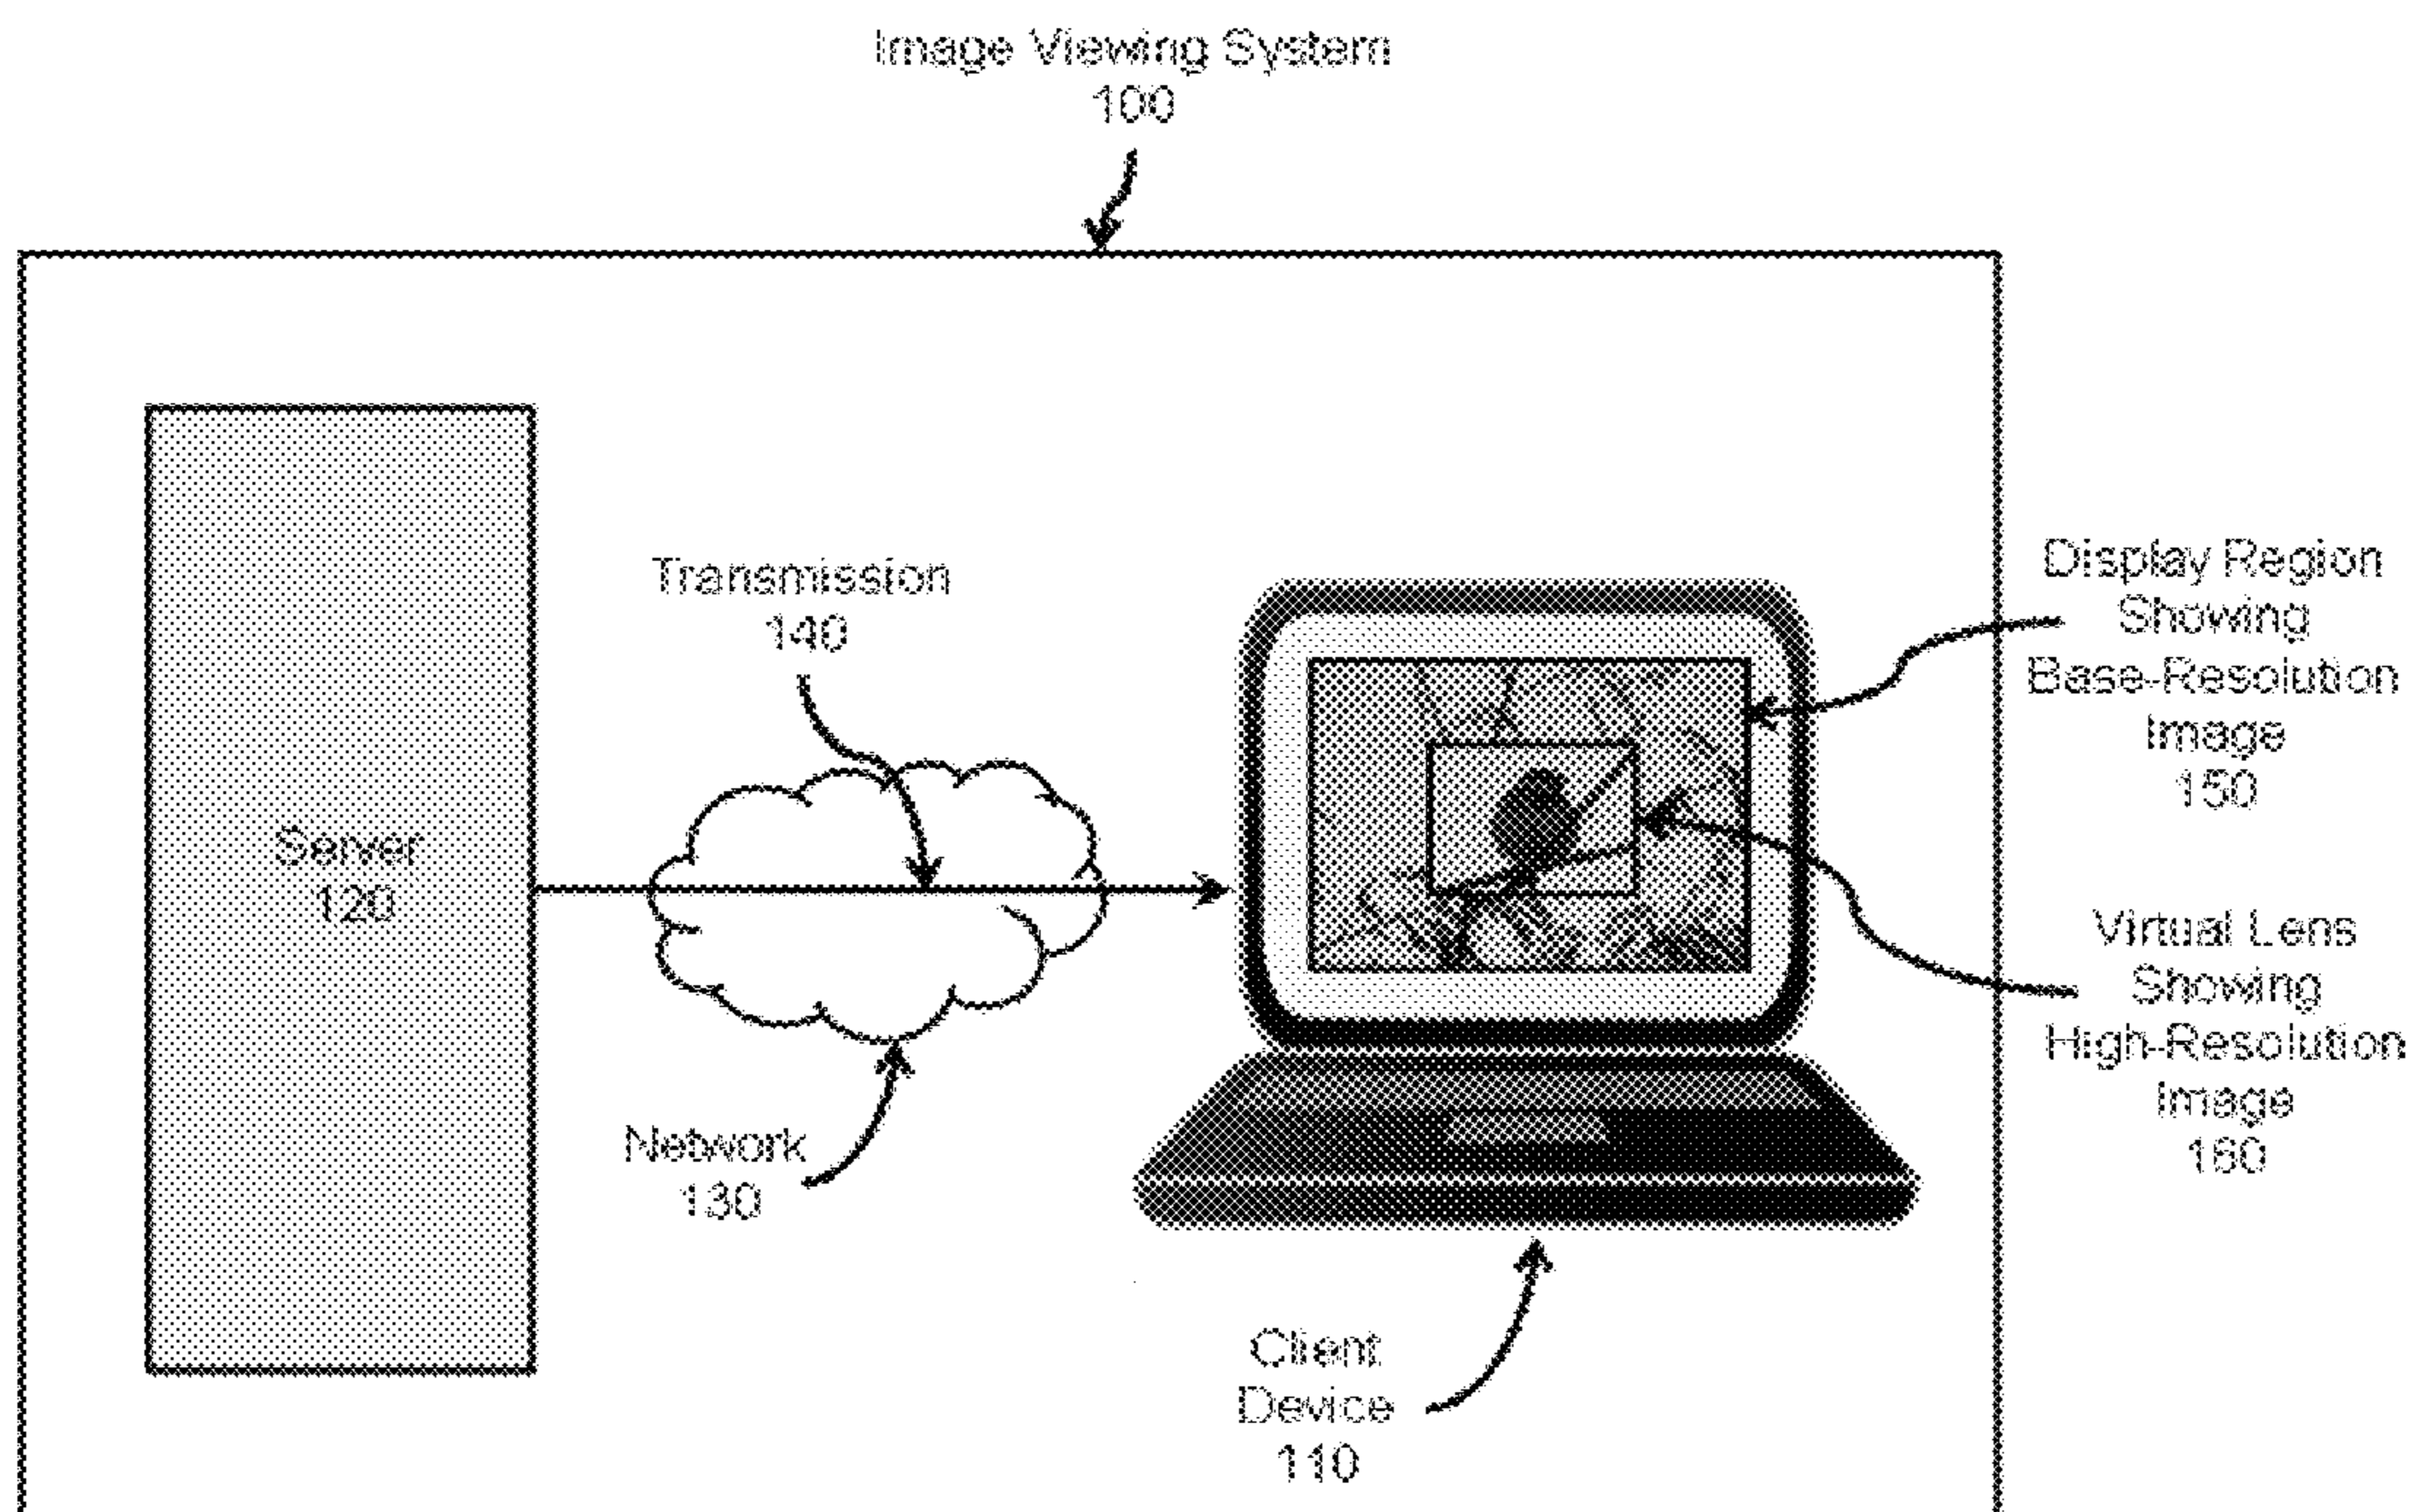 Image Viewing System
100
Transmission
140
Server
120
Network
130
Client
Device
110
Display Region
Showing
Base-Resolution
Image
150
Virtual Lens
Showing
High-Resolution
Image
160